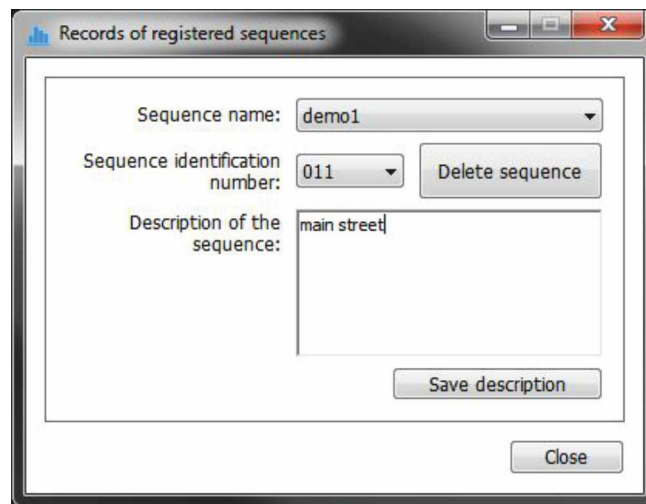 Records of registered sequences
Sequence name: demo1
Sequence identification
number: 011 Delete sequence
Description of the
sequence: main street
Save description
Close